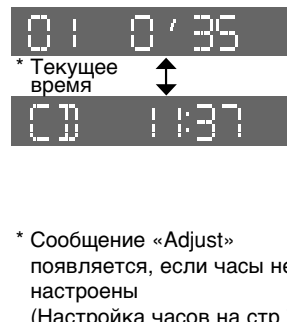 01 0'35
* Текущее
время
CD 11:37
* Сообщение «Adjust»
появляется, если часы не
настроены
(Настройка часов на стр